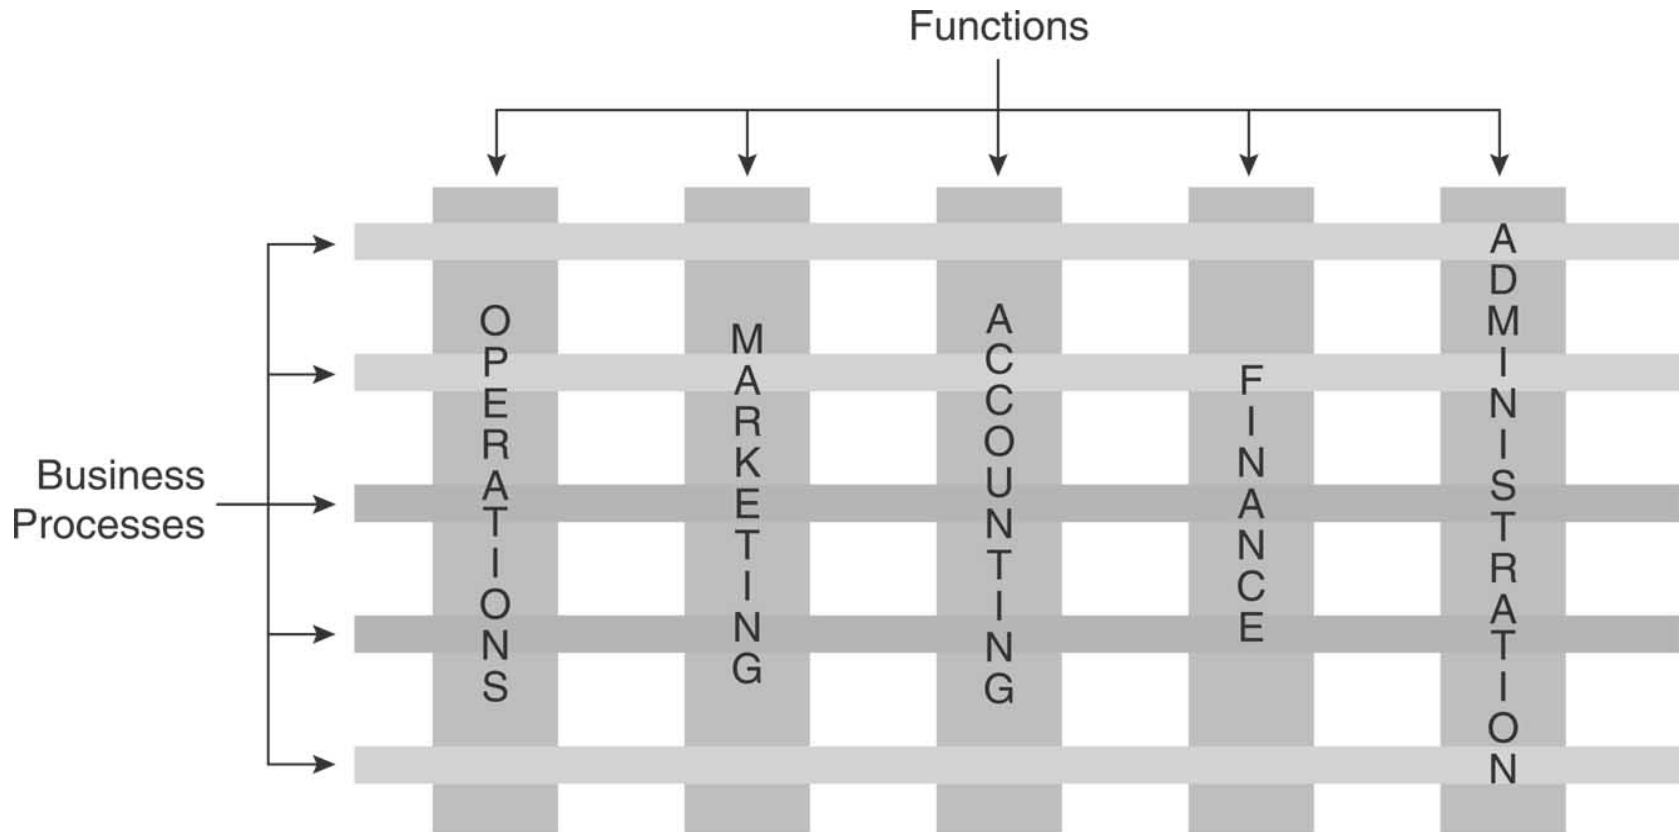 Functions
Business
Processes
OPERATIONS
MARKETING
ACCOUNTING
FINANCE
ADMINISTRATION